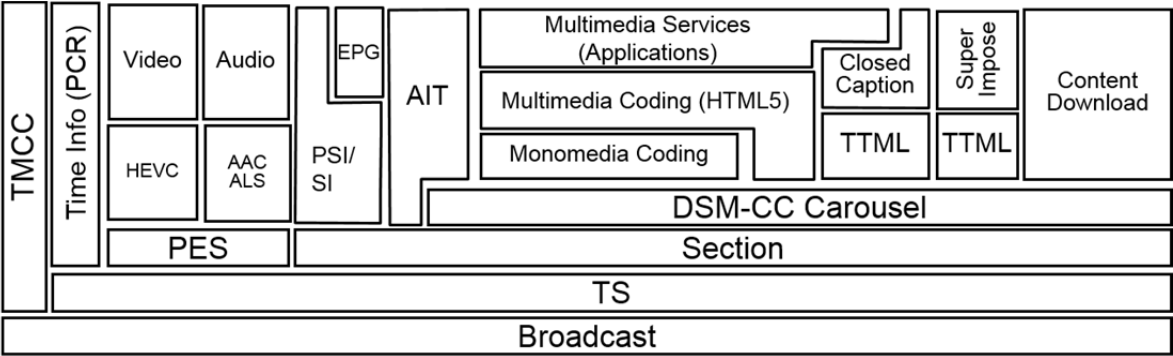 TMCC
Time Info (PCR)
Video
Audio
HEVC
AAC
ALS
PES
EPG
PSI/
SI
AIT
Multimedia Services
(Applications)
Multimedia Coding (HTML5)
Monomedia Coding
Closed
Caption
TTML
Super
Impose
TTML
Content
Download
DSM-CC Carousel
Section
TS
Broadcast